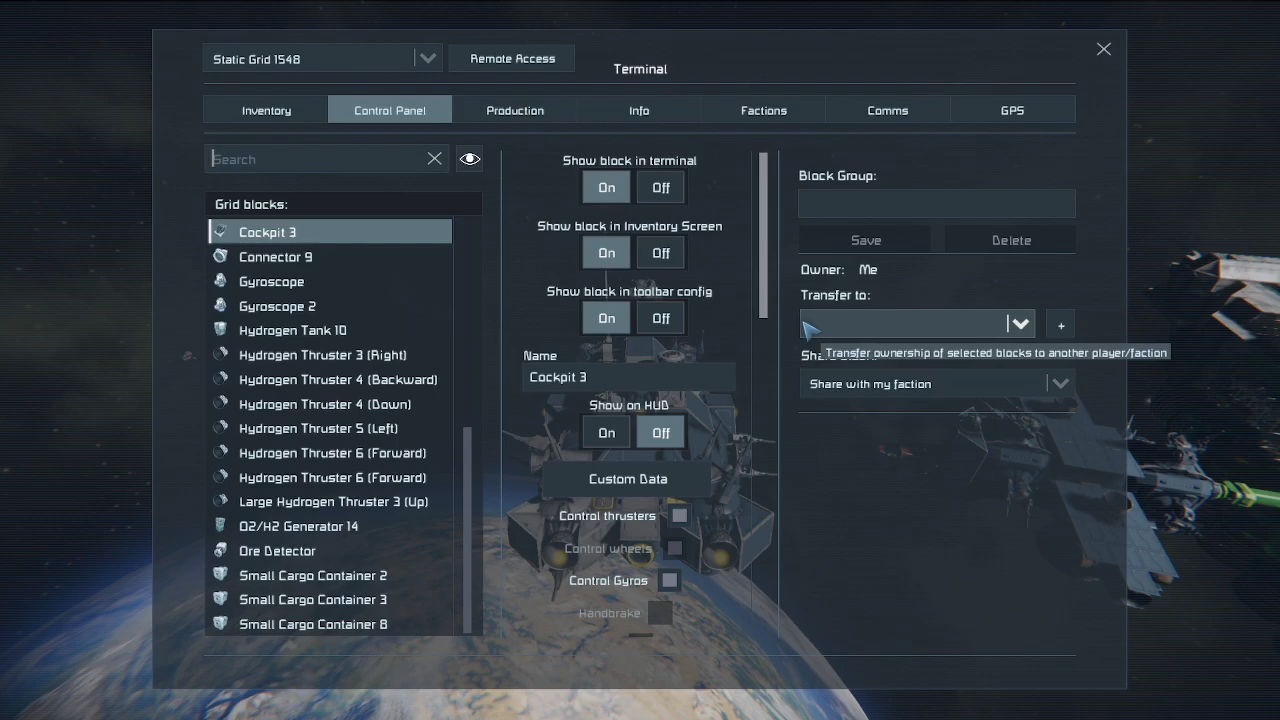 Static Grid 1548
Remote Access
Terminal
Inventory
Control Panel
Production
Info
Factions
Comms
GPS
Search
Grid blocks:
Cockpit 3
Connector 9
Gyroscope
Gyroscope 2
Hydrogen Tank 10
Hydrogen Thruster 3 (Right)
Hydrogen Thruster 4 (Backward)
Hydrogen Thruster 4 (Down)
Hydrogen Thruster 5 (Left)
Hydrogen Thruster 6 (Forward)
Hydrogen Thruster 6 (Forward)
Large Hydrogen Thruster 3 (Up)
O2/H2 Generator 14
Ore Detector
Small Cargo Container 2
Small Cargo Container 3
Small Cargo Container 8
Show block in terminal
On Off
Show block in Inventory Screen
On Off
Show block in toolbar config
On Off
Name
Cockpit 3
Show on HUD
On Off
Custom Data
Control thrusters
Control wheels
Control Gyros
Handbrake
Block Group:
Save Delete
Owner: Me
Transfer to:
+
Transfer ownership of selected blocks to another player/faction
Share with my faction